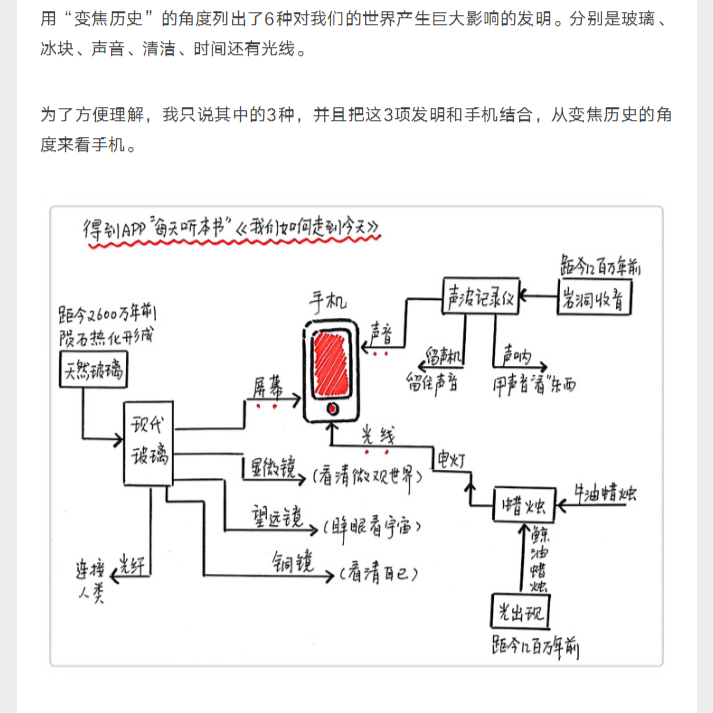 用“变焦历史”的角度列出了6种对我们的世界产生巨大影响的发明。分别是玻璃、
冰块、声音、清洁、时间还有光线。
为了方便理解，我只说其中的3种，并且把这3项发明和手机结合，从变焦历史的角
度来看手机。
得到APP“每天听本书”《我们如何走到今天》
距今几百万年前
手机
声波记录仪
岩洞收音
距今2600万年前
陨石热化形成
声音
天然玻璃
留声机
声呐
留住声音
用声音“看”东西
屏幕
现代
玻璃
光线
电灯
显微镜
(看清微观世界)
牛油蜡烛
蜡烛
望远镜
(睁眼看宇宙)
鲸
油
蜡
烛
铜镜
(看清自己)
连接
人类
光纤
光出现
距今几百万年前